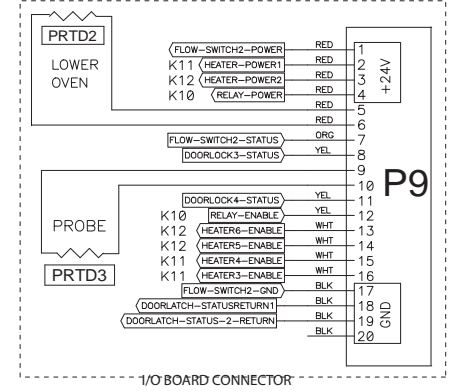 PRTD2
LOWER
OVEN
FLOW-SWITCH2-POWER RED 1
K11 HEATER-POWER1 RED 2
K12 HEATER-POWER2 RED 3
K10 RELAY-POWER RED 4
+24V
RED 5
RED 6
FLOW-SWITCH2-STATUS ORG 7
DOORLOCK3-STATUS YEL 8
9
10
P9
DOORLOCK4-STATUS YEL 11
K10 RELAY-ENABLE YEL 12
K12 HEATER6-ENABLE WHT 13
K12 HEATER5-ENABLE WHT 14
K11 HEATER4-ENABLE WHT 15
K11 HEATER3-ENABLE WHT 16
PROBE
PRTD3
FLOW-SWITCH2-GND BLK 17
DOORLATCH-STATUSRETURN1 BLK 18
DOORLATCH-STATUS-2-RETURN BLK 19
BLK 20
GND
I/O BOARD CONNECTOR